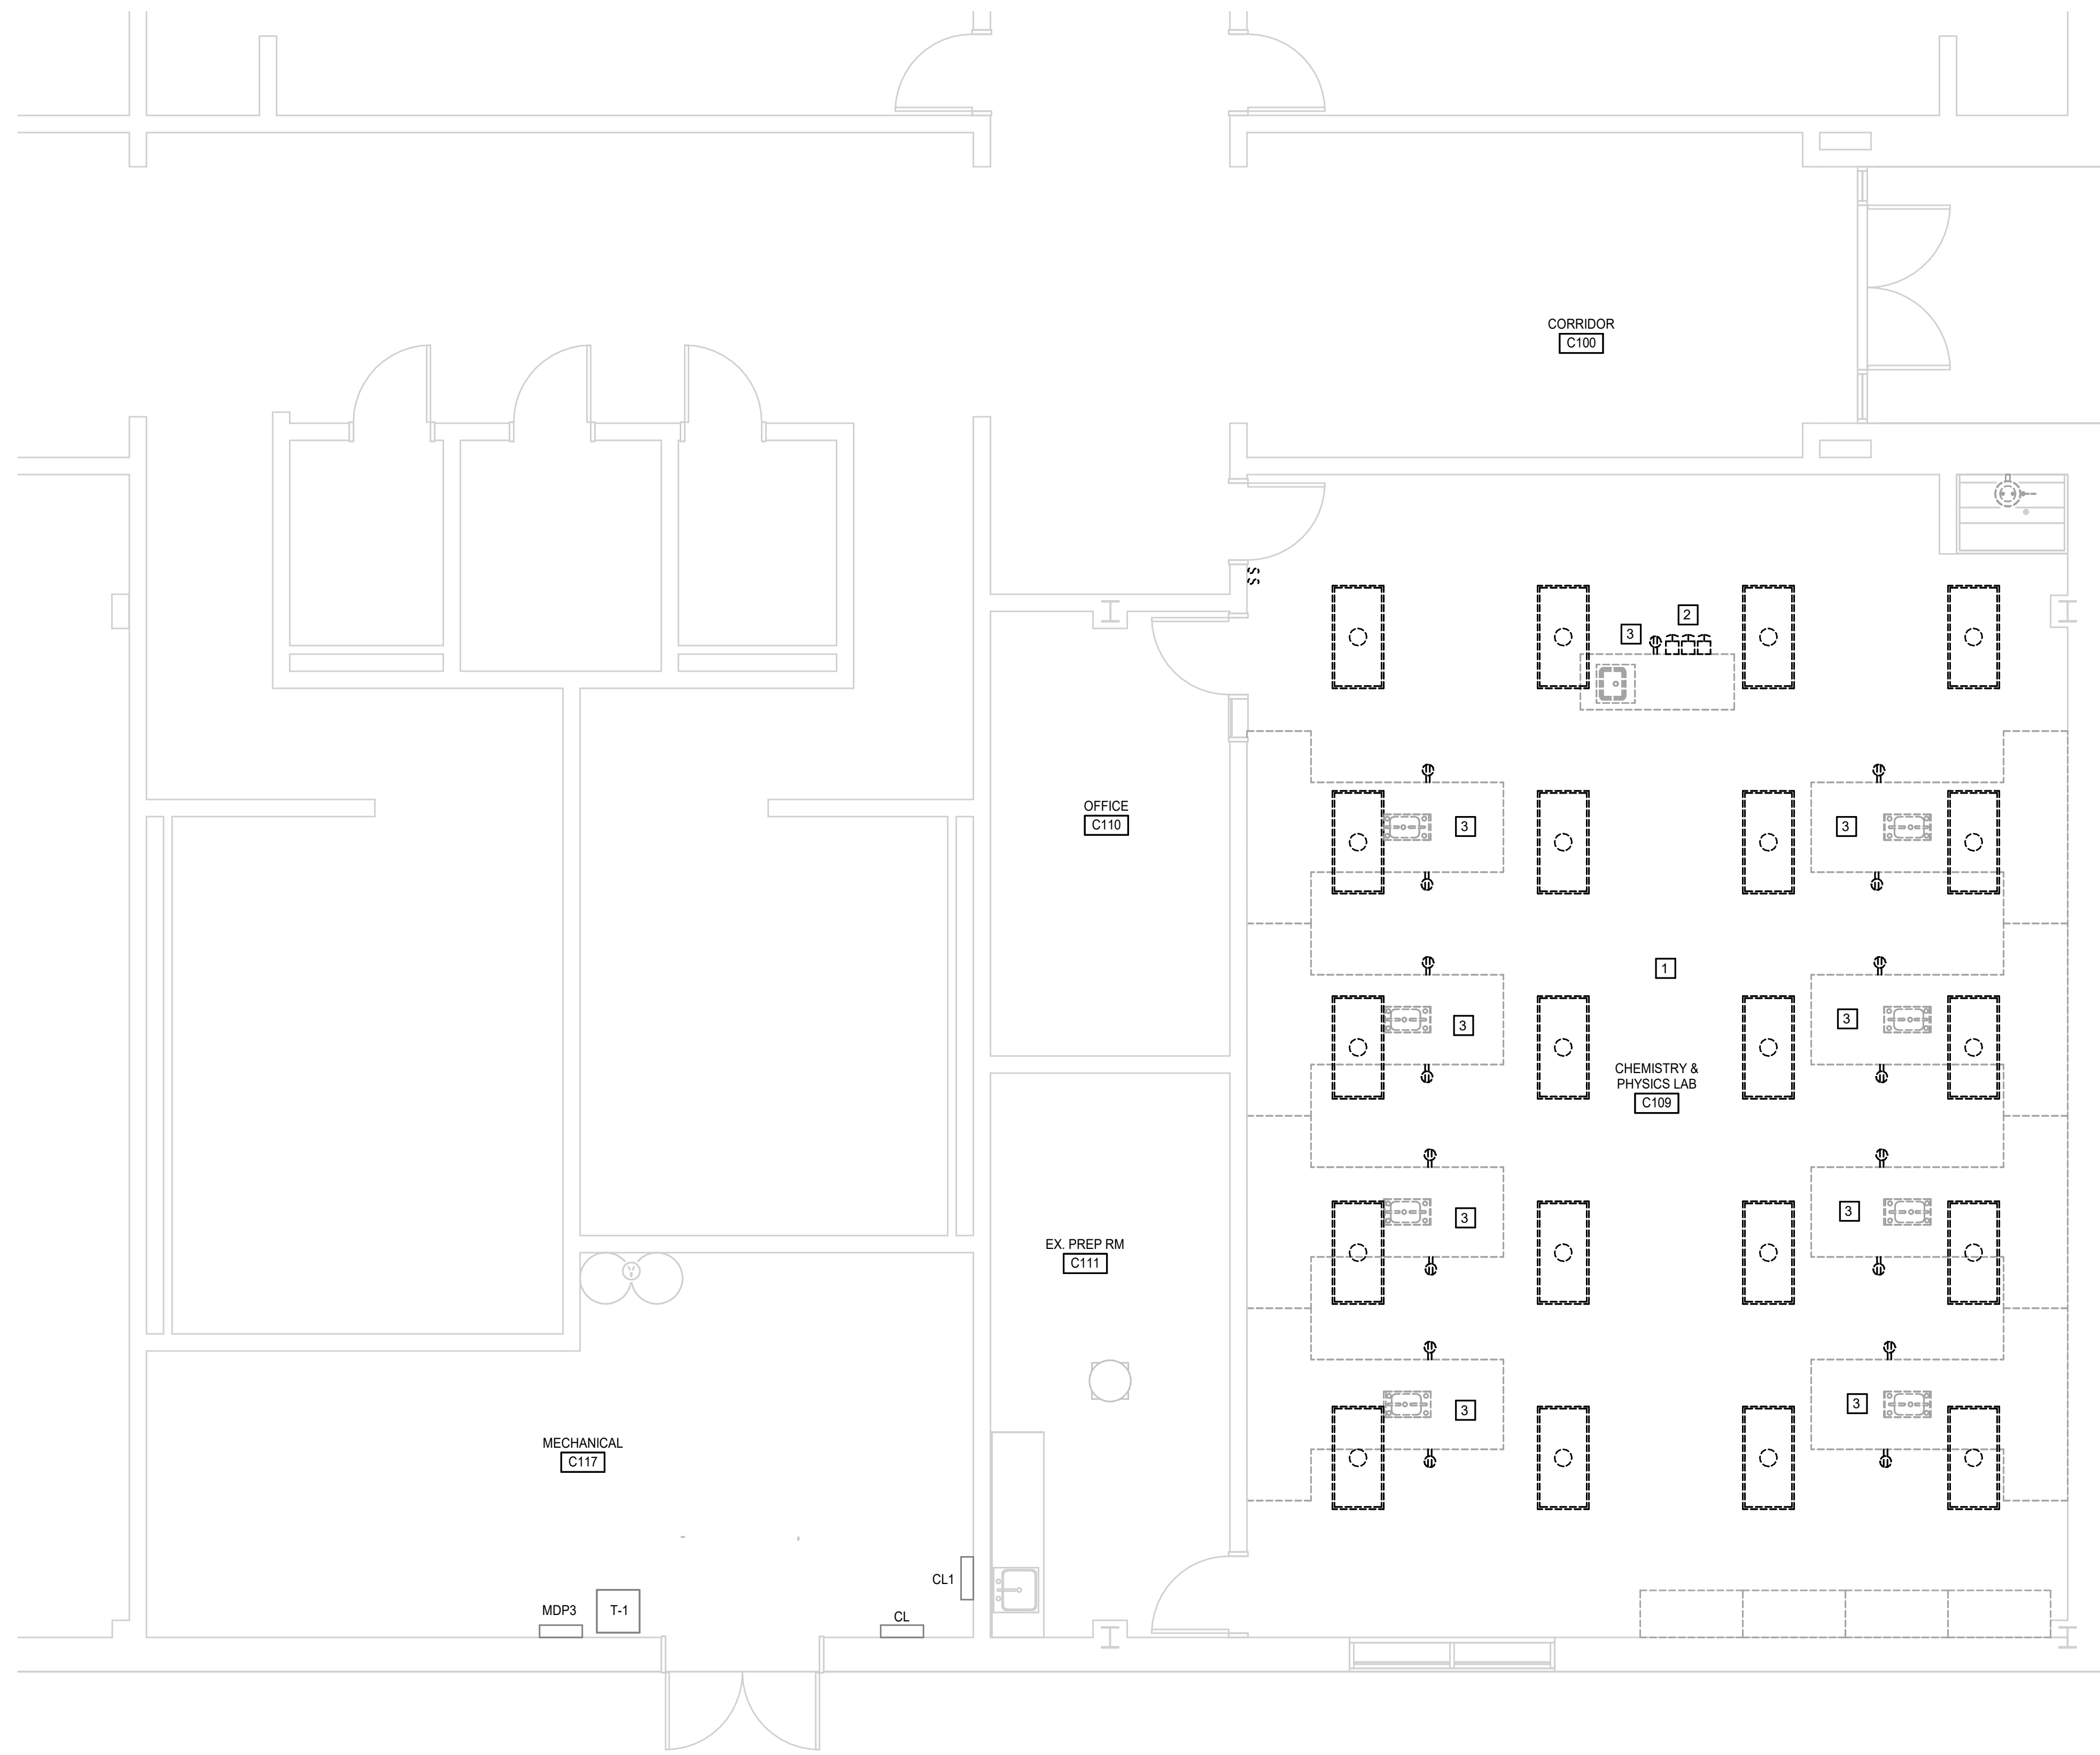 CORRIDOR
C100
2
3
OFFICE
C110
3
3
1
3
3
CHEMISTRY &
PHYSICS LAB
C109
3
3
EX. PREP RM
C111
3
3
MECHANICAL
C117
CL1
MDP3
T-1
CL
S
S